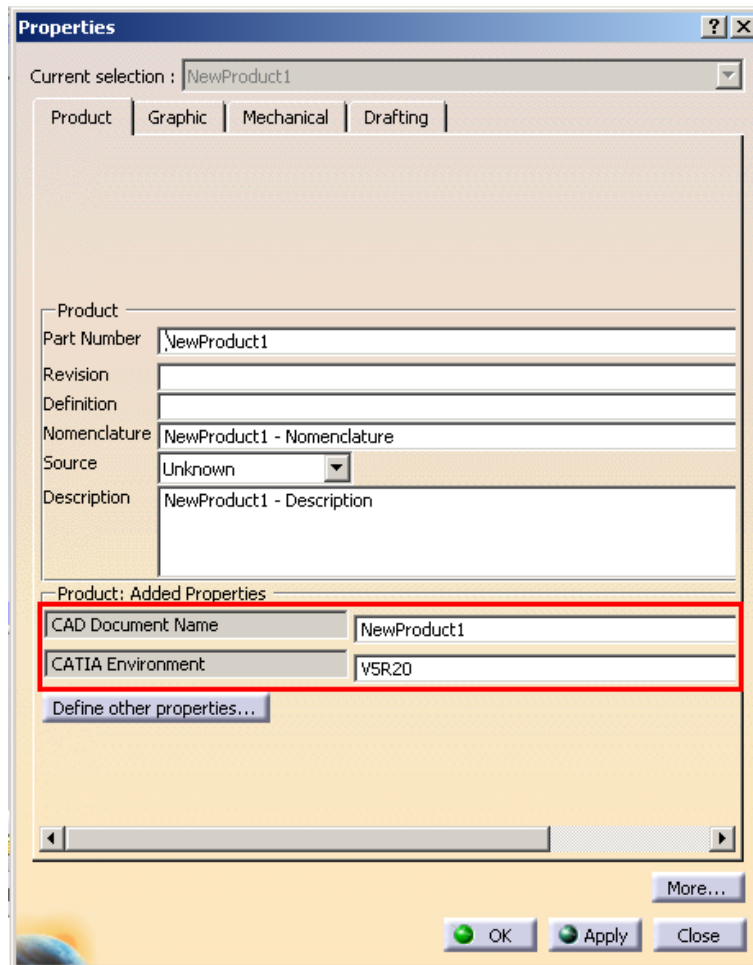 Properties
Current selection : NewProduct1
Product Graphic Mechanical Drafting
Product
Part Number NewProduct1
Revision
Definition
Nomenclature NewProduct1 - Nomenclature
Source Unknown
Description NewProduct1 - Description
Product: Added Properties
CAD Document Name NewProduct1
CATIA Environment V5R20
Define other properties...
More...
OK Apply Close